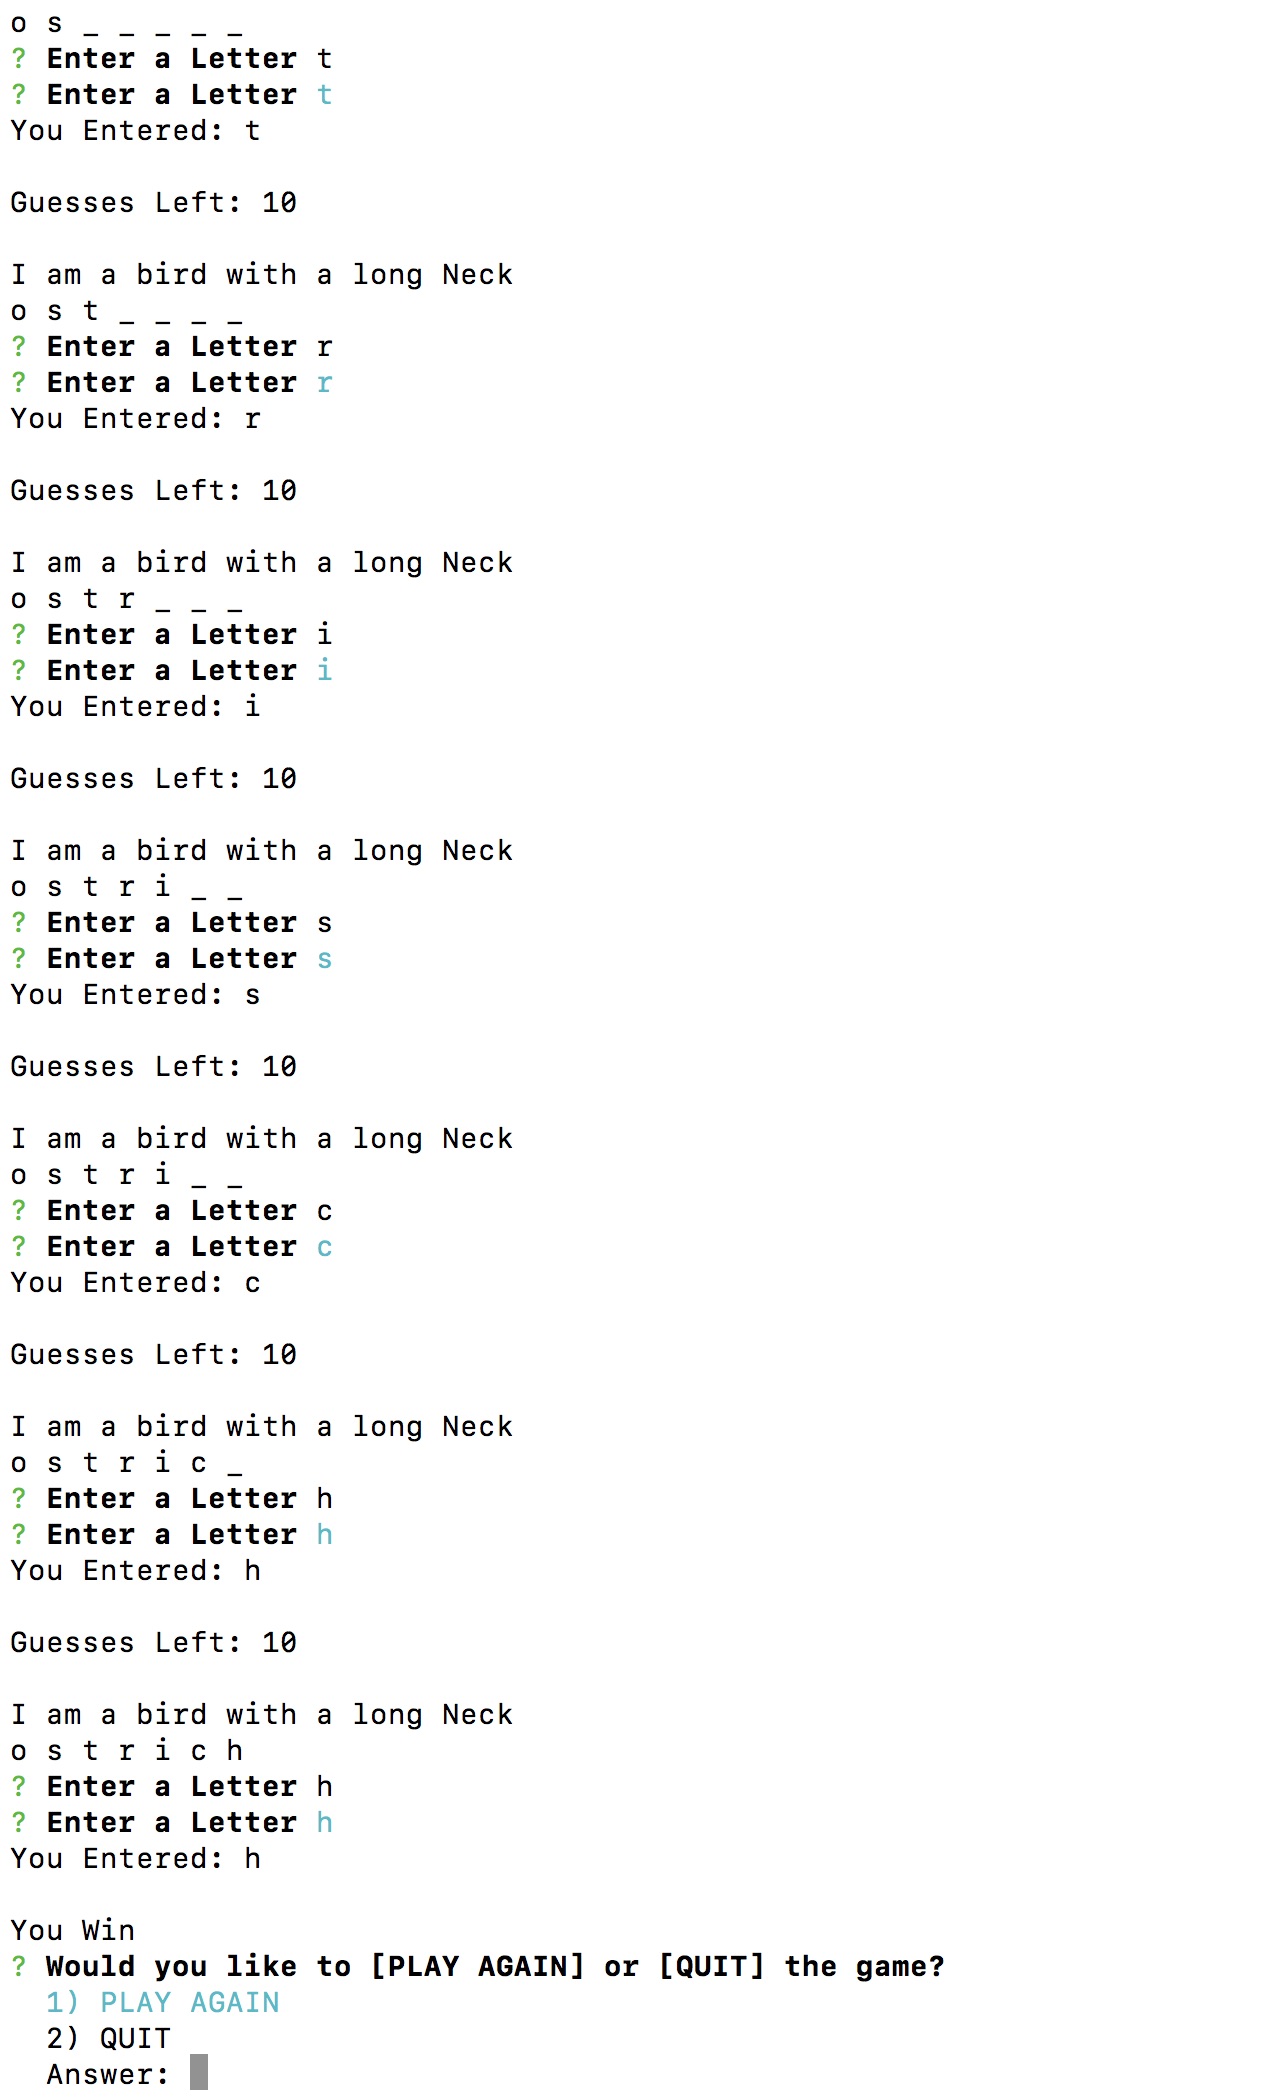 o s _ _ _ _ _
? Enter a Letter t
? Enter a Letter t
You Entered: t
Guesses Left: 10
I am a bird with a long Neck
o s t _ _ _ _
? Enter a Letter r
? Enter a Letter r
You Entered: r
Guesses Left: 10
I am a bird with a long Neck
o s t r _ _ _
? Enter a Letter i
? Enter a Letter i
You Entered: i
Guesses Left: 10
I am a bird with a long Neck
o s t r i _ _
? Enter a Letter s
? Enter a Letter s
You Entered: s
Guesses Left: 10
I am a bird with a long Neck
o s t r i _ _
? Enter a Letter c
? Enter a Letter c
You Entered: c
Guesses Left: 10
I am a bird with a long Neck
o s t r i c _
? Enter a Letter h
? Enter a Letter h
You Entered: h
Guesses Left: 10
I am a bird with a long Neck
o s t r i c h
? Enter a Letter h
? Enter a Letter h
You Entered: h
You Win
? Would you like to [PLAY AGAIN] or [QUIT] the game?
1) PLAY AGAIN
2) QUIT
Answer: